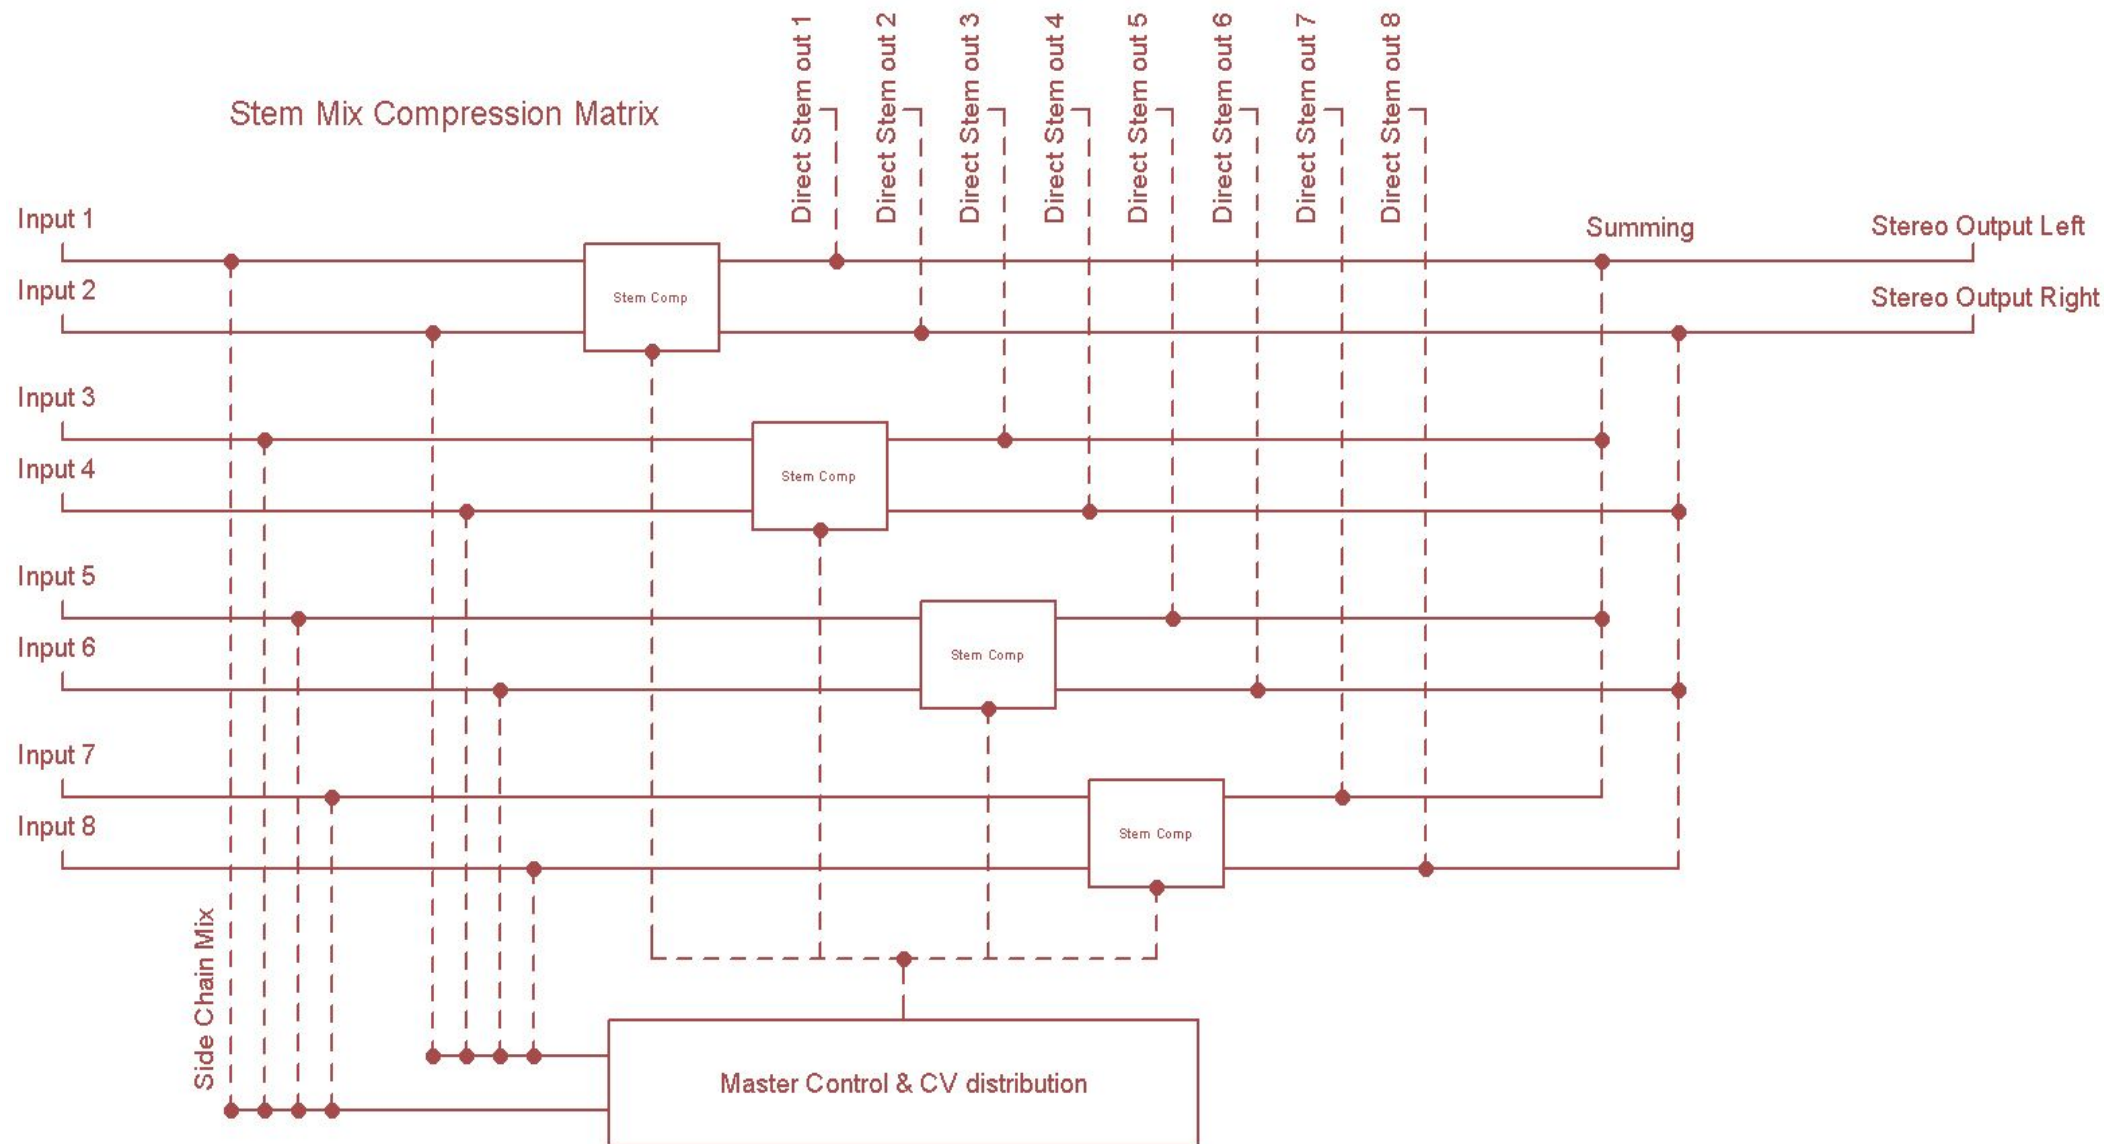 Direct Stem out 1
Direct Stem out 2
Direct Stem out 3
Direct Stem out 4
Direct Stem out 5
Direct Stem out 6
Direct Stem out 7
Direct Stem out 8
Stem Mix Compression Matrix
Input 1
Summing
Stereo Output Left
Input 2
Stem Comp
Stereo Output Right
Input 3
Input 4
Stem Comp
Input 5
Input 6
Stem Comp
Input 7
Input 8
Stem Comp
Side Chain Mix
Master Control & CV distribution